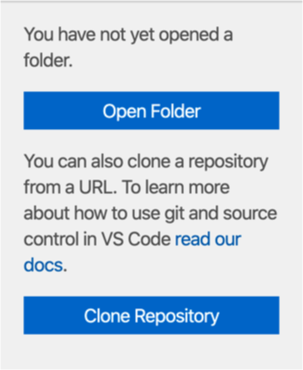 You have not yet opened a
folder.
Open Folder
You can also clone a repository
from a URL. To learn more
about how to use git and source
control in VS Code read our
docs.
Clone Repository